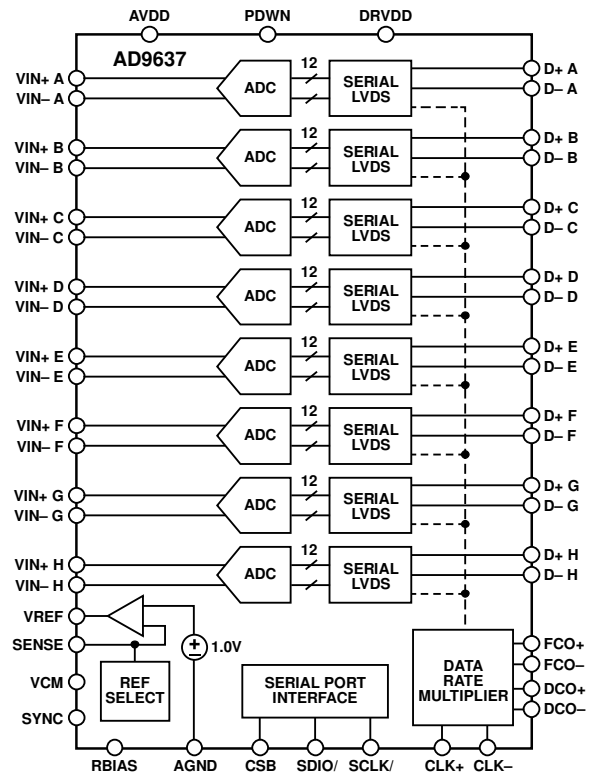 AVDD PDWN DRVDD
AD9637
VIN+ A
VIN– A
ADC
12
SERIAL
LVDS
D+ A
D– A
VIN+ B
VIN– B
ADC
12
SERIAL
LVDS
D+ B
D– B
VIN+ C
VIN– C
ADC
12
SERIAL
LVDS
D+ C
D– C
VIN+ D
VIN– D
ADC
12
SERIAL
LVDS
D+ D
D– D
VIN+ E
VIN– E
ADC
12
SERIAL
LVDS
D+ E
D– E
VIN+ F
VIN– F
ADC
12
SERIAL
LVDS
D+ F
D– F
VIN+ G
VIN– G
ADC
12
SERIAL
LVDS
D+ G
D– G
VIN+ H
VIN– H
ADC
12
SERIAL
LVDS
D+ H
D– H
VREF
SENSE
VCM
SYNC
1.0V
REF
SELECT
SERIAL PORT
INTERFACE
DATA
RATE
MULTIPLIER
FCO+
FCO–
DCO+
DCO–
RBIAS AGND CSB SDIO/ SCLK/ CLK+ CLK–